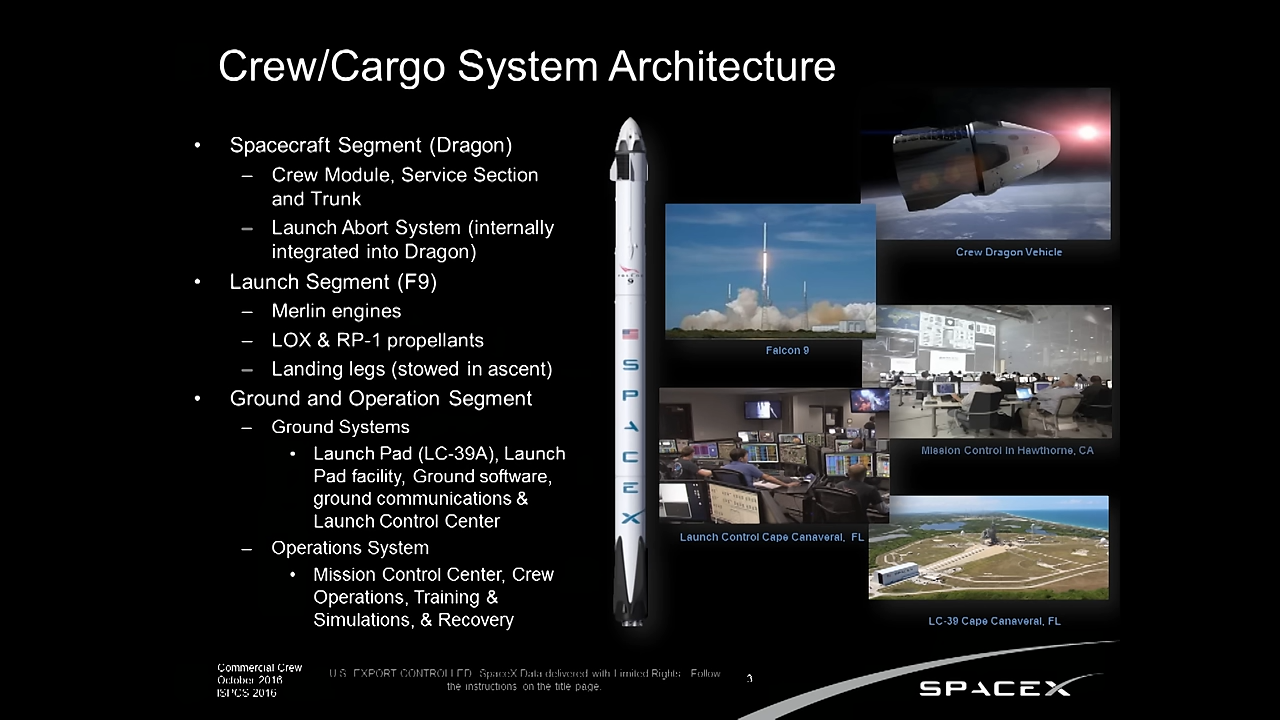 Crew/Cargo System Architecture
• Spacecraft Segment (Dragon)
– Crew Module, Service Section
and Trunk
– Launch Abort System (internally
integrated into Dragon)
• Launch Segment (F9)
– Merlin engines
– LOX & RP-1 propellants
– Landing legs (stowed in ascent)
• Ground and Operation Segment
– Ground Systems
• Launch Pad (LC-39A), Launch
Pad facility, Ground software,
ground communications &
Launch Control Center
– Operations System
• Mission Control Center, Crew
Operations, Training &
Simulations, & Recovery
9
S
P
A
C
E
X
Crew Dragon Vehicle
Falcon 9
Mission Control In Hawthorne, CA
Launch Control Cape Canaveral, FL
LC-39 Cape Canaveral, FL
Commercial Crew
October 2016
ISPCS 2016
U.S. EXPORT CONTROLLED. SpaceX Data delivered with Limited Rights. Follow
the instructions on the title page.
3
SPACEX